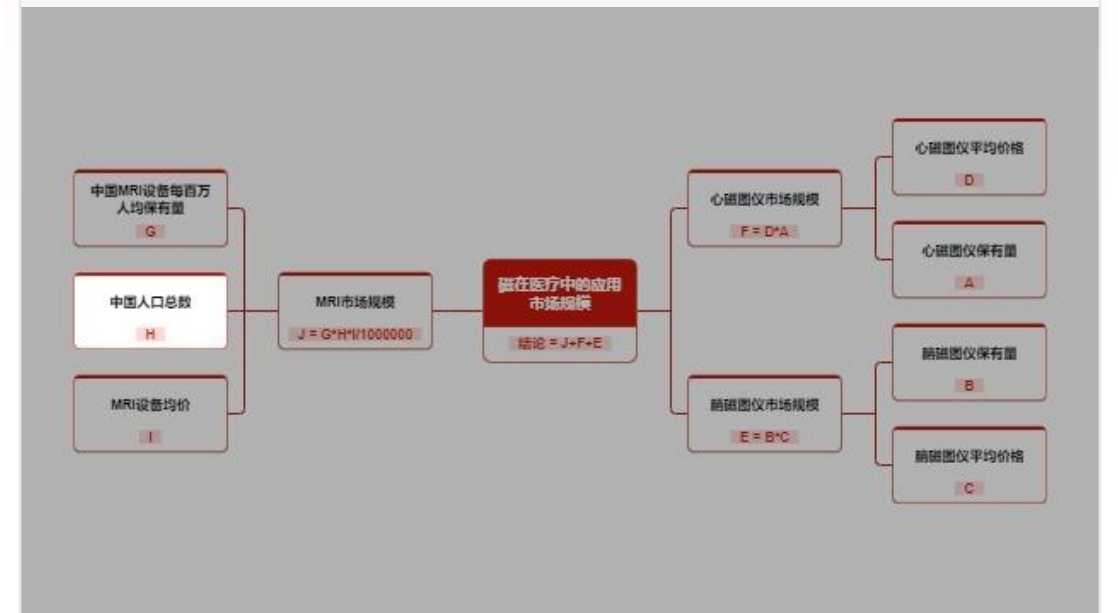 中国MRI设备每百万
人均保有量
G
中国人口总数
H
MRI设备均价
I
MRI市场规模
J = G*H*I/1000000
磁在医疗中的应用
市场规模
结论 = J+F+E
心磁图仪市场规模
F = D*A
脑磁图仪市场规模
E = B*C
心磁图仪平均价格
D
心磁图仪保有量
A
脑磁图仪保有量
B
脑磁图仪平均价格
C